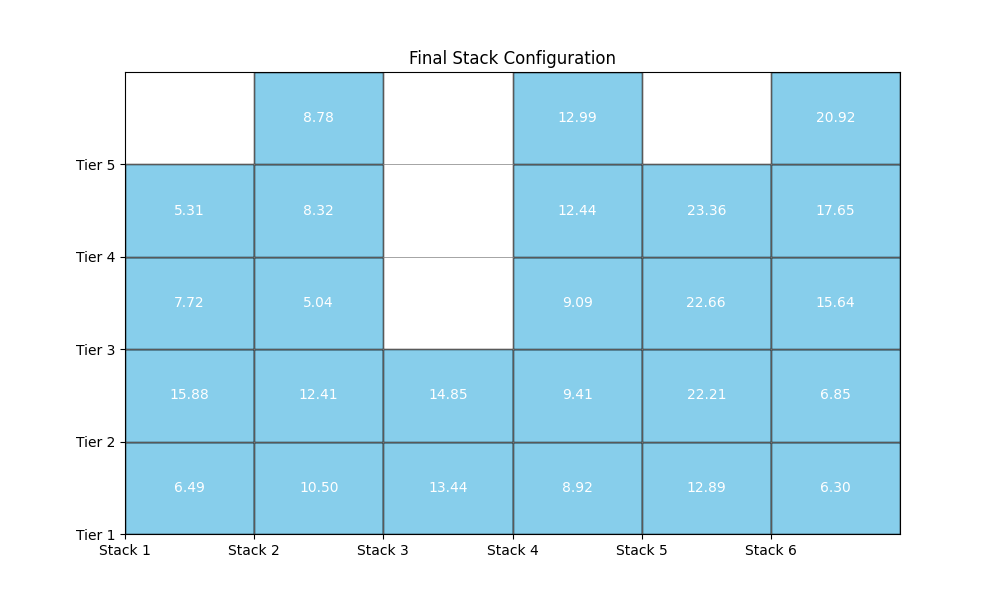 Final Stack Configuration
8.78 12.99 20.92
Tier 5
5.31 8.32 12.44 23.36 17.65
Tier 4
7.72 5.04 9.09 22.66 15.64
Tier 3
15.88 12.41 14.85 9.41 22.21 6.85
Tier 2
6.49 10.50 13.44 8.92 12.89 6.30
Tier 1
Stack 1 Stack 2 Stack 3 Stack 4 Stack 5 Stack 6